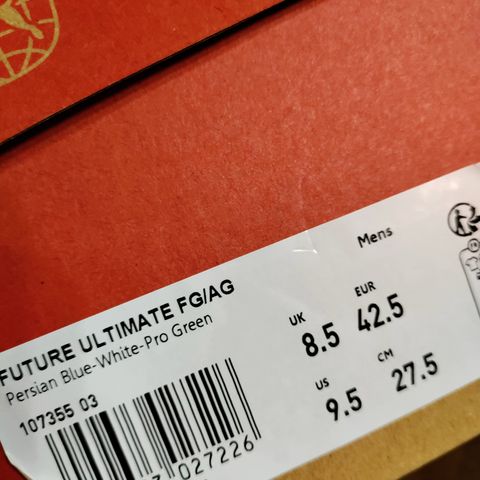 FUTURE ULTIMATE FG/AG
Persian Blue-White-Pro Green
107355 03
027226
Mens
UK
8.5
EUR
42.5
US
9.5
CM
27.5